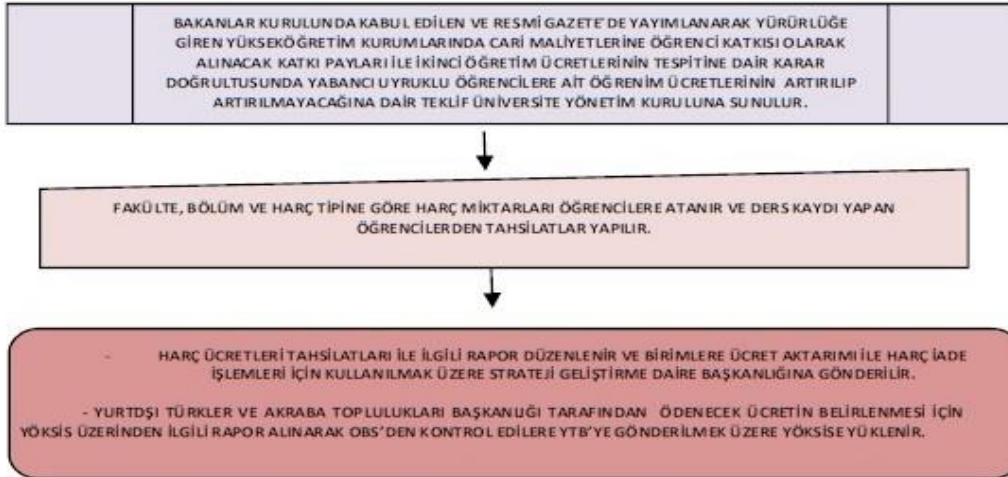 BAKANLAR KURULUNDA KABUL EDİLEN VE RESMİ GAZETE'DE YAYIMLANARAK YÜRÜRLÜĞE
GİREN YÜKSEKÖĞRETİM KURUMLARINDA CARİ MALİYETLERİNE ÖĞRENCİ KATKISI OLARAK
ALINACAK KATKI PAYLARI İLE İKİNCİ ÖĞRETİM ÜCRETLERİNİN TESPİTİNE DAİR KARAR
DOĞRULTUSUNDA YABANCI UYRUKLU ÖĞRENCİLERE AİT ÖĞRENİM ÜCRETLERİNİN ARTIRILIP
ARTIRILMAYACAĞINA DAİR TEKLİF ÜNİVERSİTE YÖNETİM KURULUNA SUNULUR.
FAKÜLTE, BÖLÜM VE HARÇ TİPİNE GÖRE HARÇ MİKTARLARI ÖĞRENCİLERE ATANIR VE DERS KAYDI YAPAN
ÖĞRENCİLERDEN TAHSİLATLAR YAPILIR.
- HARÇ ÜCRETLERİ TAHSİLATLARI İLE İLGİLİ RAPOR DÜZENLENİR VE BİRİMLERE ÜCRET AKTARIMI İLE HARÇ İADE
İŞLEMLERİ İÇİN KULLANILMAK ÜZERE STRATEJİ GELİŞTİRME DAİRE BAŞKANLIĞINA GÖNDERİLİR.
- YURTDŞI TÜRKLER VE AKRABA TOPLULUKLARI BAŞKANLIĞI TARAFINDAN ÖDENECEK ÜCRETİN BELİRLENMESİ İÇİN
YÖKSİS ÜZERİNDEN İLGİLİ RAPOR ALINARAK OBS'DEN KONTROL EDİLERE YTB'YE GÖNDERİLMEK ÜZERE YÖKSİSE YÜKLENİR.